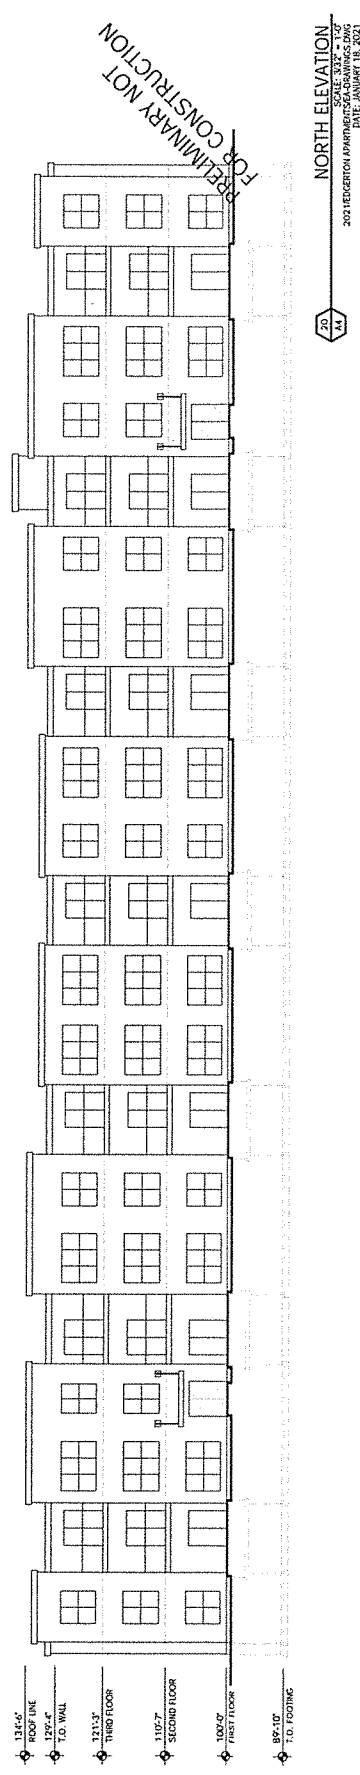 134'-6"
ROOF LINE
129'-4"
T.O. WALL
121'-3"
THIRD FLOOR
110'-7"
SECOND FLOOR
100'-0"
FIRST FLOOR
89'-10"
T.O. FOOTING
PRELIMINARY NOT
FOR CONSTRUCTION
20
A4
NORTH ELEVATION
SCALE: 3/32" = 1'-0"
2021\EDGERTON APARTMENTS\EA-DRAWINGS.DWG
DATE: JANUARY 18, 2021